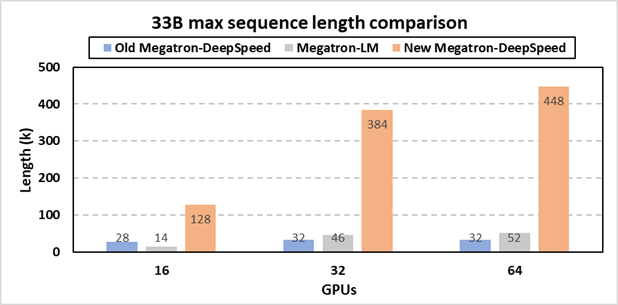 33B max sequence length comparison
Old Megatron-DeepSpeed Megatron-LM New Megatron-DeepSpeed
500
400
300
200
100
0
Length (k)
28 14 128
32 46 384
32 52 448
16 32 64
GPUs